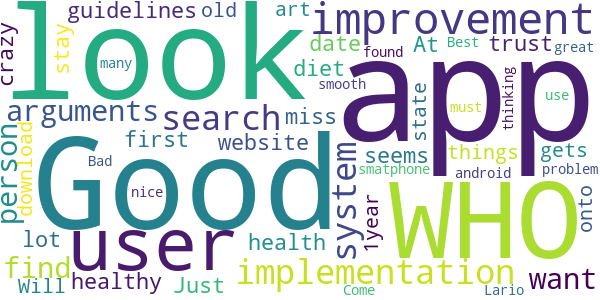 crazy
stay
guidelines old art
date
look
many
improvement
At Best trust great
found
diet
smooth
app
thinking
must
use
arguments search miss
state
person
download
Bad
nice
Good
first website
system
seems things gets
smatphone android problem
1year
WHO
onto
lot
user
health
find implementation want
Will healthy Just Come Lario